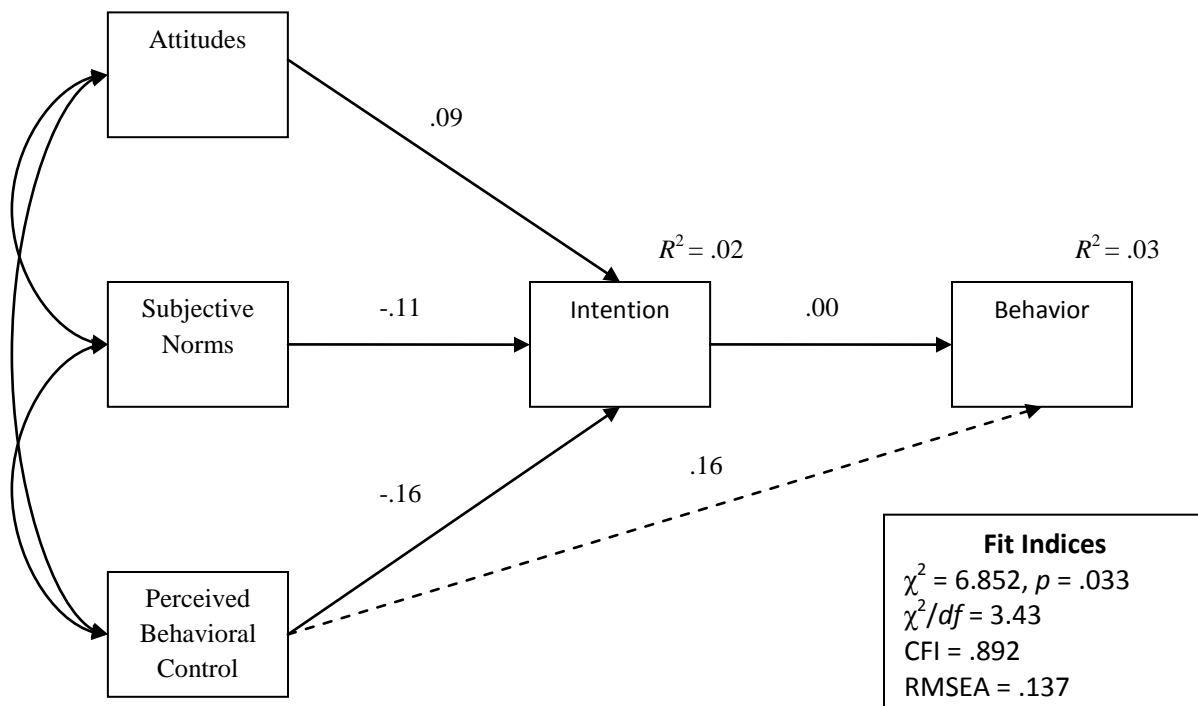 Attitudes
.09
R² = .02
R² = .03
Subjective
Norms
-.11
Intention
.00
Behavior
-.16
.16
Perceived
Behavioral
Control
Fit Indices
χ² = 6.852, p = .033
χ²/df = 3.43
CFI = .892
RMSEA = .137